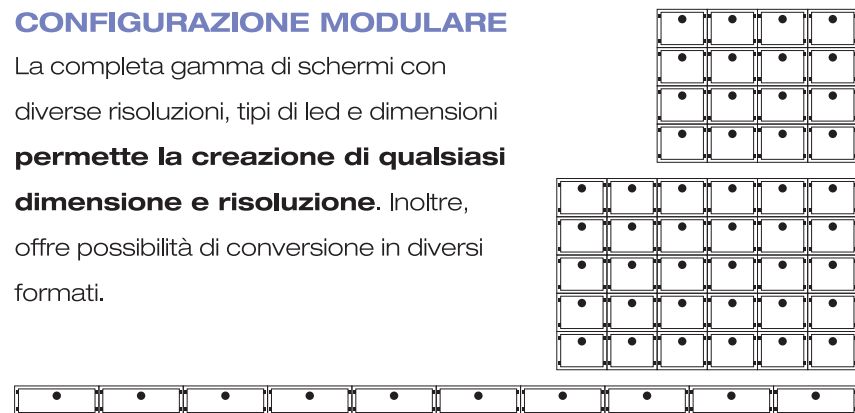 CONFIGURAZIONE MODULARE
La completa gamma di schermi con
diverse risoluzioni, tipi di led e dimensioni
permette la creazione di qualsiasi
dimensione e risoluzione. Inoltre,
offre possibilità di conversione in diversi
formati.